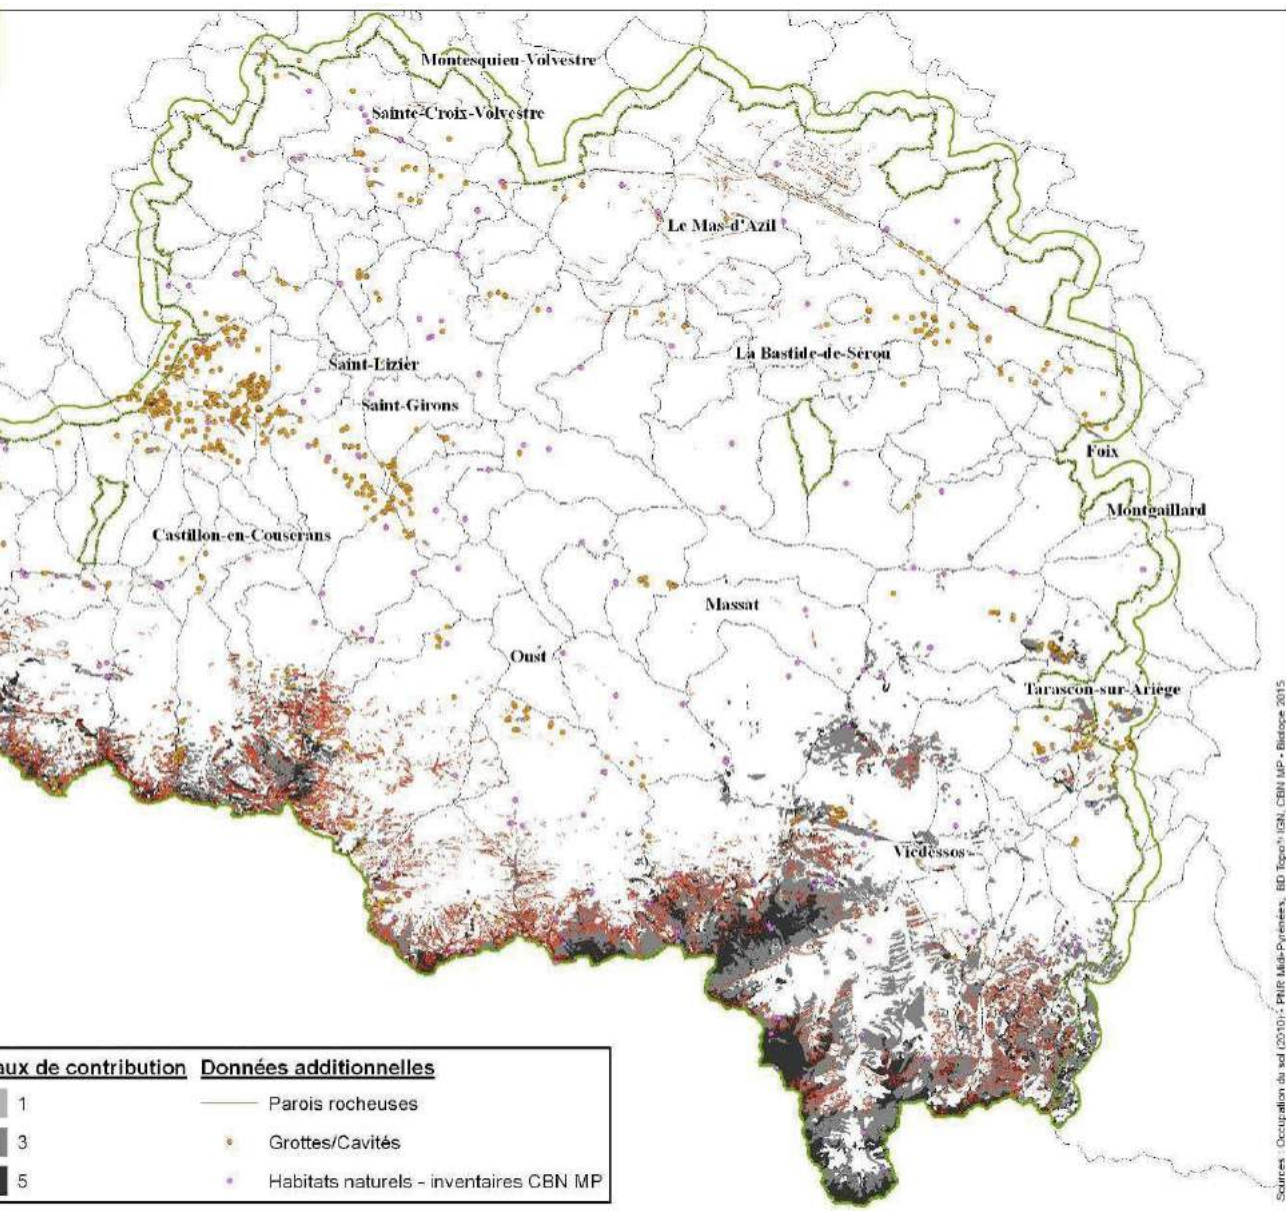 Montesquieu-Volvestre
Sainte-Croix-Volvestre
Le Mas-d'Azil
La Bastide-de-Sérou
Saint-Lizier
Saint-Girons
Foix
Montgaillard
Castillon-en-Couserans
Massat
Oust
Tarascon-sur-Ariège
Vicdessos
aux de contribution
1
3
5
Données additionnelles
Parois rocheuses
Grottes/Cavités
Habitats naturels - inventaires CBN MP
Sources : Occupation du sol (2010) - PNR Midi-Pyrénées, BD Topo®, IGN, CBN MP - Biotope 2015